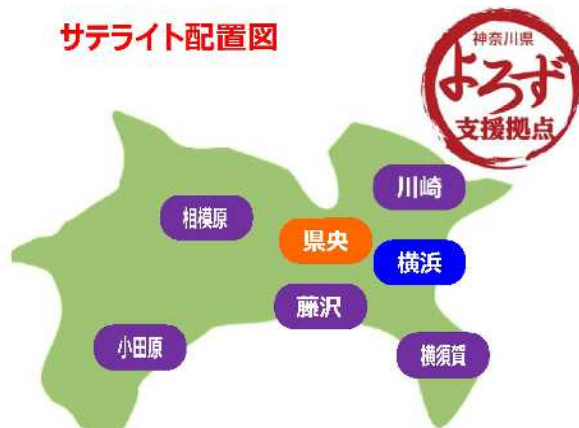 サテライト配置図
神奈川県
よろず
支援拠点
川崎
相模原
県央
横浜
藤沢
小田原
横須賀